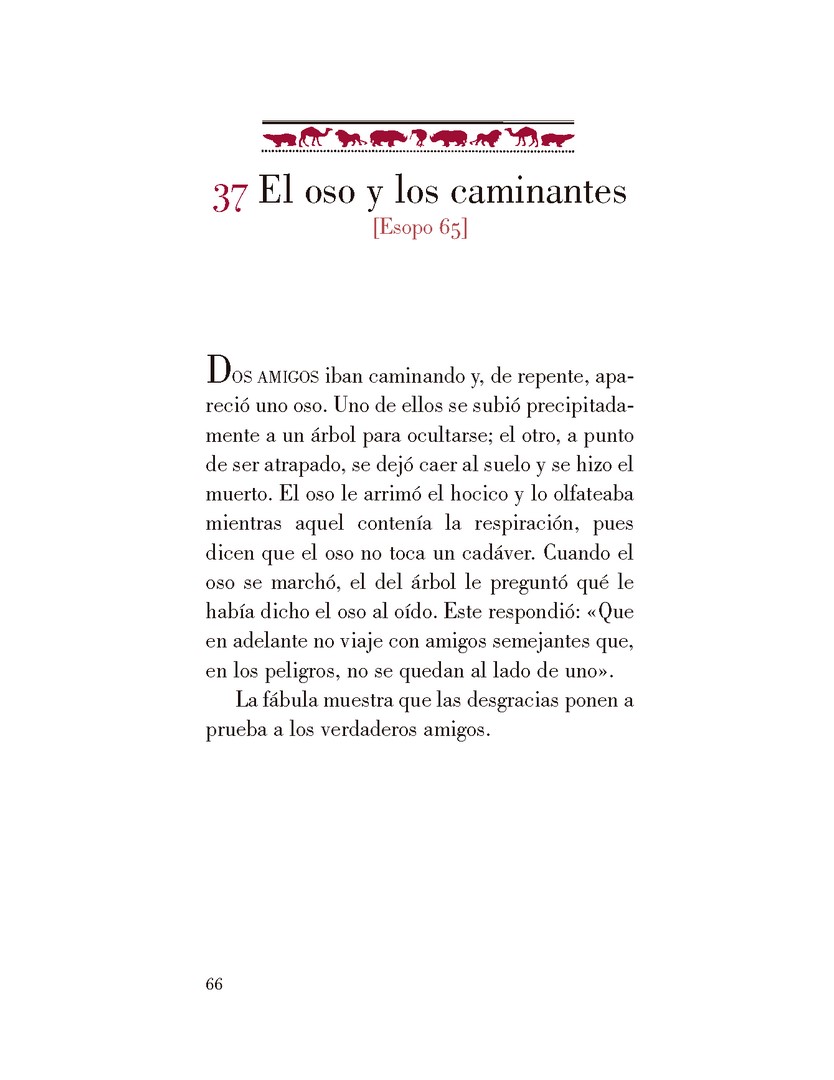 37 El oso y los caminantes
[Esopo 65]
Dos amigos iban caminando y, de repente, apa-
reció uno oso. Uno de ellos se subió precipitada-
mente a un árbol para ocultarse; el otro, a punto
de ser atrapado, se dejó caer al suelo y se hizo el
muerto. El oso le arrimó el hocico y lo olfateaba
mientras aquel contenía la respiración, pues
dicen que el oso no toca un cadáver. Cuando el
oso se marchó, el del árbol le preguntó qué le
había dicho el oso al oído. Este respondió: «Que
en adelante no viaje con amigos semejantes que,
en los peligros, no se quedan al lado de uno».
La fábula muestra que las desgracias ponen a
prueba a los verdaderos amigos.
66